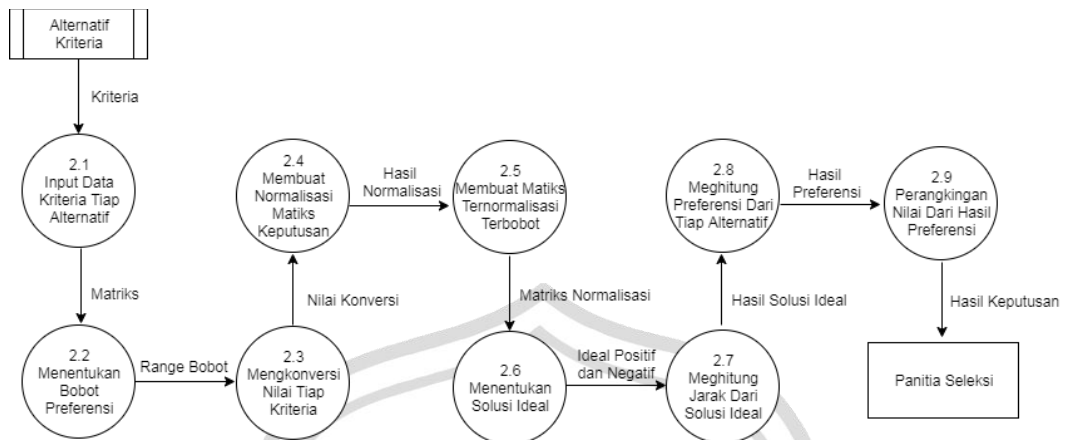 Alternatif
Kriteria
Kriteria
2.1
Input Data
Kriteria Tiap
Alternatif
Matriks
2.2
Menentukan
Bobot
Preferensi
Range Bobot
2.3
Mengkonversi
Nilai Tiap
Kriteria
Nilai Konversi
2.4
Membuat
Normalisasi
Matiks
Keputusan
Hasil
Normalisasi
2.5
Membuat Matiks
Ternormalisasi
Terbobot
Matriks Normalisasi
2.6
Menentukan
Solusi Ideal
Ideal Positif
dan Negatif
2.7
Meghitung
Jarak Dari
Solusi Ideal
Hasil Solusi Ideal
2.8
Meghitung
Preferensi Dari
Tiap Alternatif
Hasil
Preferensi
2.9
Perangkingan
Nilai Dari Hasil
Preferensi
Hasil Keputusan
Panitia Seleksi